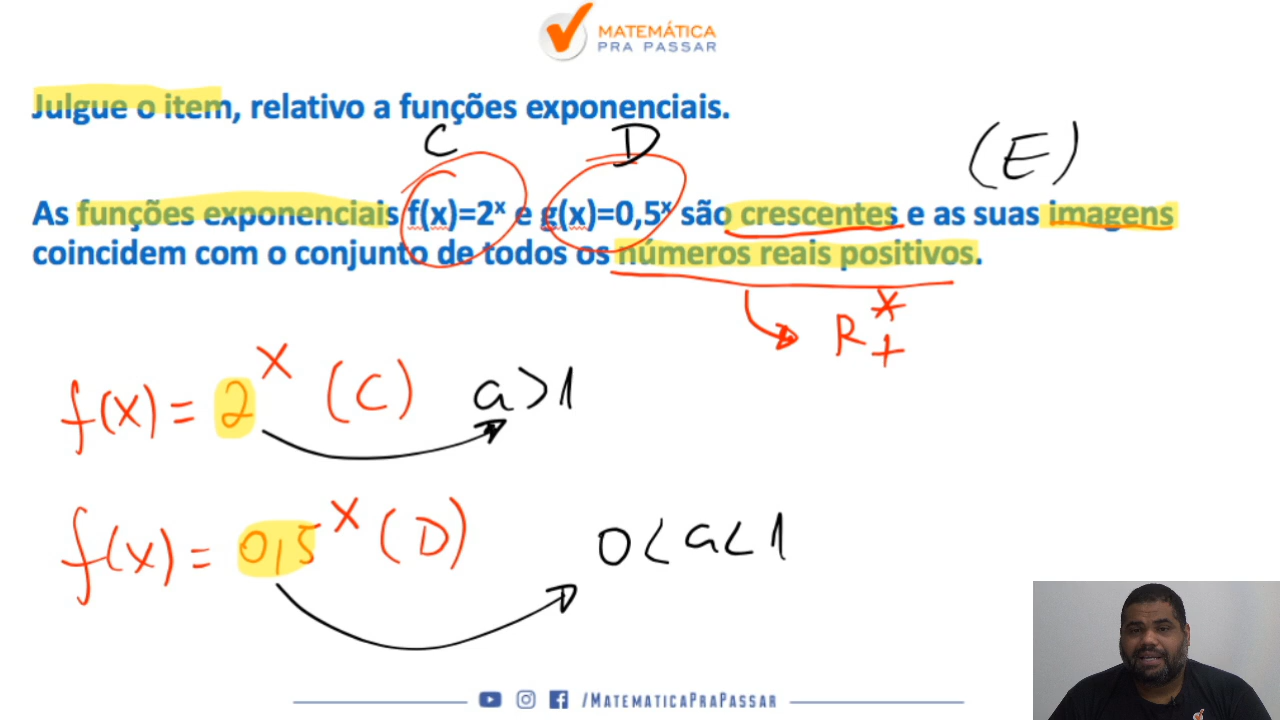 MATEMÁTICA
PRA PASSAR
Julgue o item, relativo a funções exponenciais.
C D (E)
As funções exponenciais f(x)=2ˣ e g(x)=0,5ˣ são crescentes e as suas imagens
coincidem com o conjunto de todos os números reais positivos.
R*₊
f(x) = 2ˣ (C) a>1
f(x) = 0,5ˣ (D) 0<a<1
/MATEMATICAPRAPASSAR